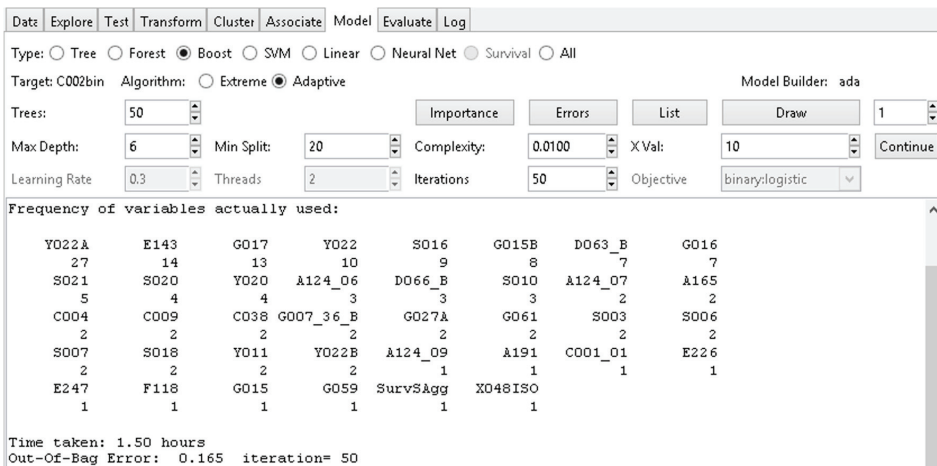 Data Explore Test Transform Cluster Associate Model Evaluate Log
Type: Tree Forest Boost SVM Linear Neural Net Survival All
Target: C002bin Algorithm: Extreme Adaptive Model Builder: ada
Trees: 50 Importance Errors List Draw 1
Max Depth: 6 Min Split: 20 Complexity: 0.0100 X Val: 10 Continue
Learning Rate 0.3 Threads 2 Iterations 50 Objective binary:logistic
Frequency of variables actually used:
Y022A E143 G017 Y022 S016 G015B D063_B G016
27 14 13 10 9 8 7 7
S021 S020 Y020 A124_06 D066_B S010 A124_07 A165
5 4 4 3 3 3 2 2
C004 C009 C038 G007_36_B G027A G061 S003 S006
2 2 2 2 2 2 2 2
S007 S018 Y011 Y022B A124_09 A191 C001_01 E226
2 2 2 2 1 1 1 1
E247 F118 G015 G059 SurvSAgg X048ISO
1 1 1 1 1 1
Time taken: 1.50 hours
Out-Of-Bag Error: 0.165 iteration= 50